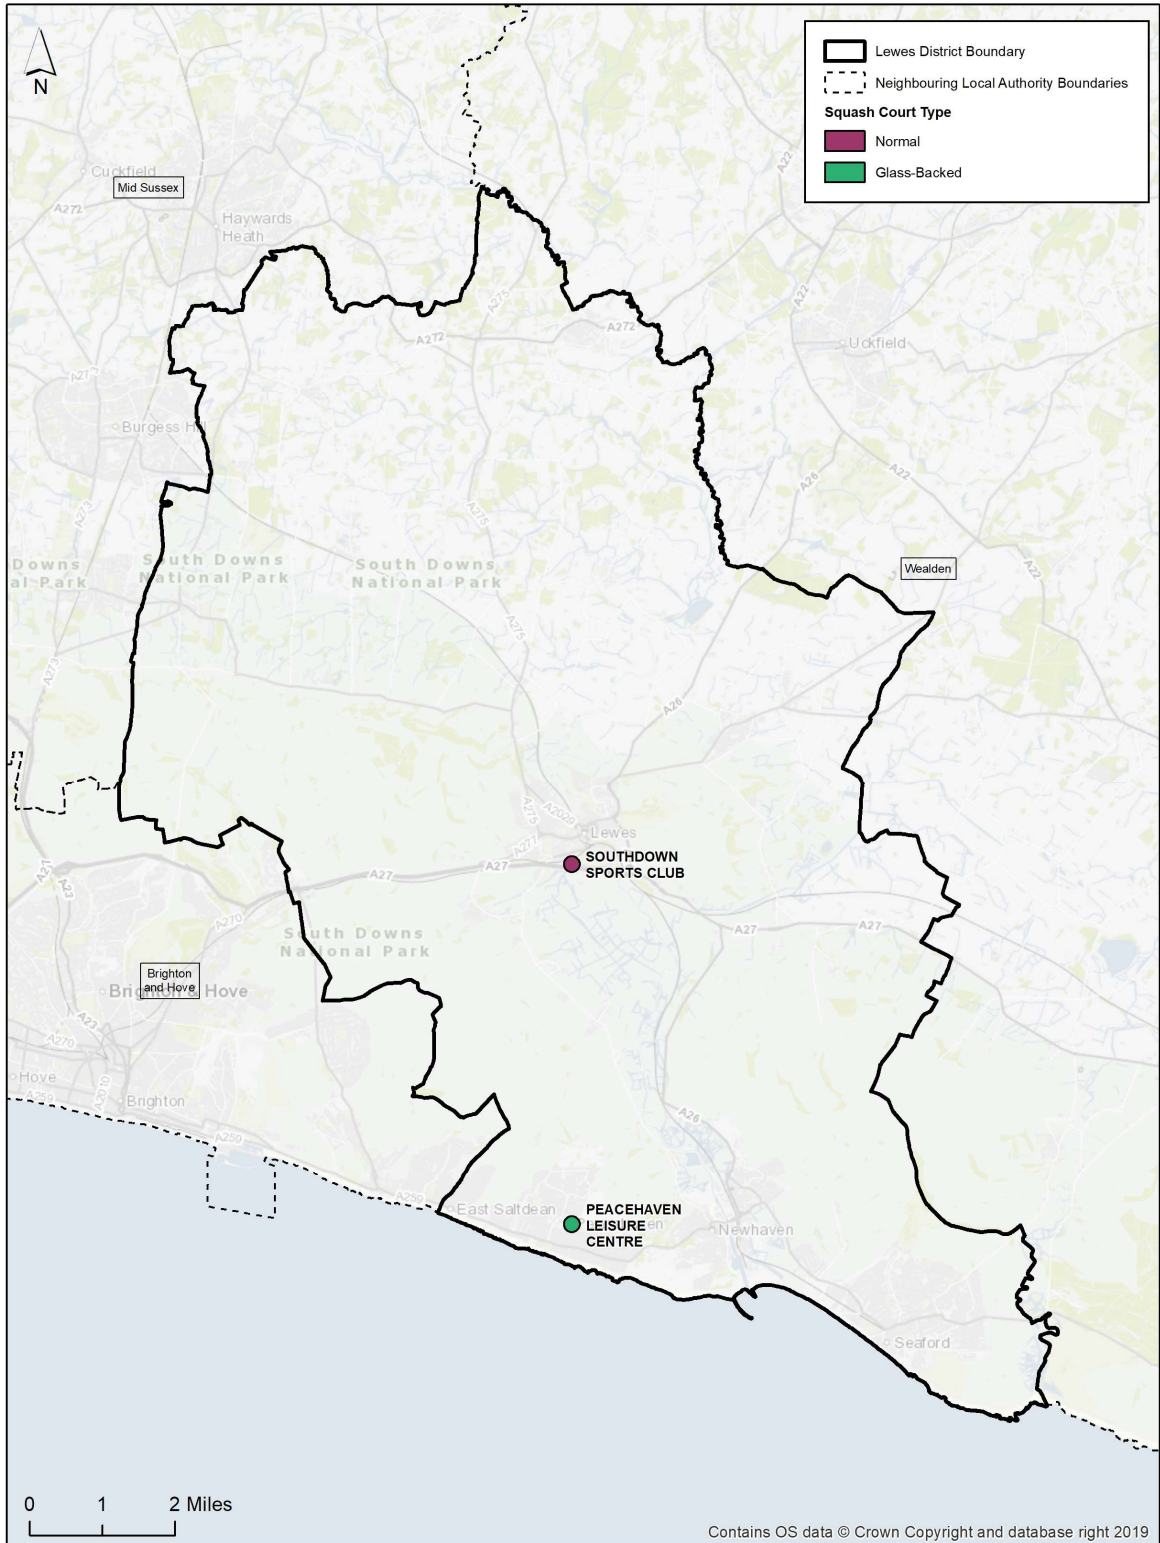 N
Lewes District Boundary
Neighbouring Local Authority Boundaries
Squash Court Type
Normal
Glass-Backed
A22
Cuckfield
Mid Sussex
A272
Haywards
Heath
A275
A22
A272
A272
Uckfield
A273
Burgess
A22
A26
A273
A275
Downs
al Park
South Downs
National Park
South Downs
National Park
Wealden
A22
A275
A273
A26
A275
A2029
Lewes
A277
SOUTHDOWN
SPORTS CLUB
A27
A27
A27
A23
A270
A27
A27
South Downs
National Park
Brighton
and Hove
Brighton & Hove
A23
A270
Hove
A259
A2010
Brighton
A259
A26
A259
East Saltdean
PEACEHAVEN
LEISURE
CENTRE
en
Newhaven
Seaford
0 1 2 Miles
Contains OS data © Crown Copyright and database right 2019